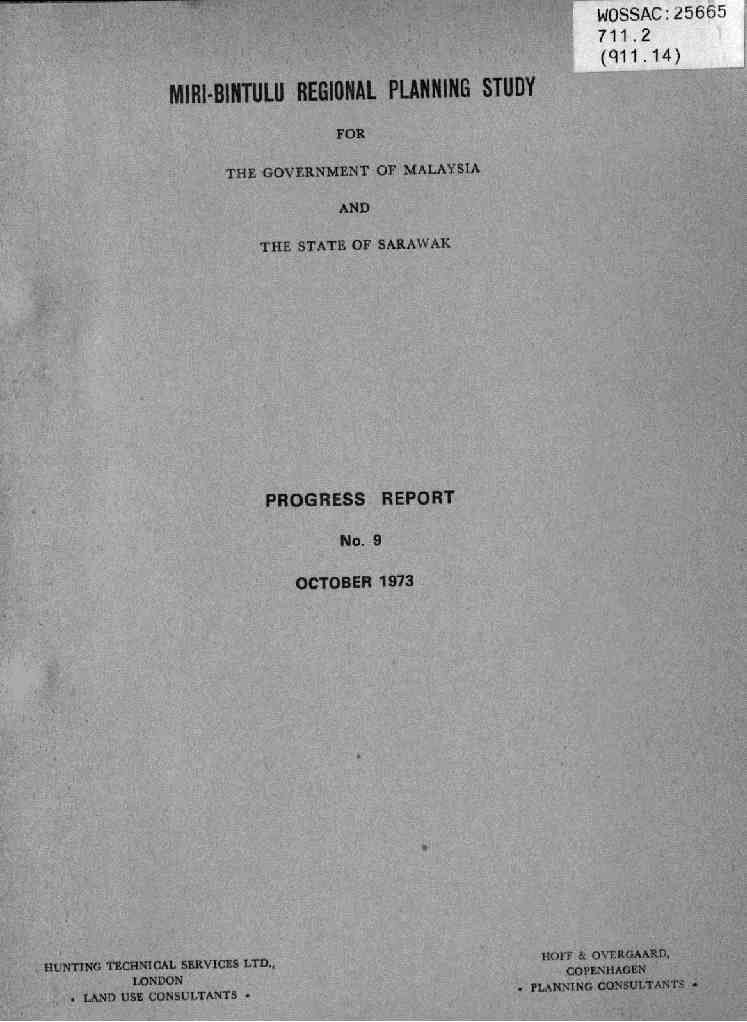 WOSSAC:25665
711.2
(911.14)
MIRI-BINTULU REGIONAL PLANNING STUDY
FOR
THE GOVERNMENT OF MALAYSIA
AND
THE STATE OF SARAWAK
PROGRESS REPORT
No. 9
OCTOBER 1973
HUNTING TECHNICAL SERVICES LTD.,
LONDON
• LAND USE CONSULTANTS •
HOFF & OVERGAARD,
COPENHAGEN
• PLANNING CONSULTANTS •